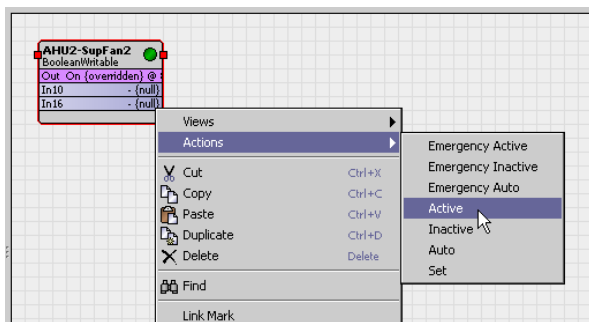 AHU2-SupFan2
BooleanWritable
Out On {overridden} @
In10 - {null}
In16 - {null}
Views
Actions
Cut Ctrl+X
Copy Ctrl+C
Paste Ctrl+V
Duplicate Ctrl+D
Delete Delete
Find
Link Mark
Emergency Active
Emergency Inactive
Emergency Auto
Active
Inactive
Auto
Set